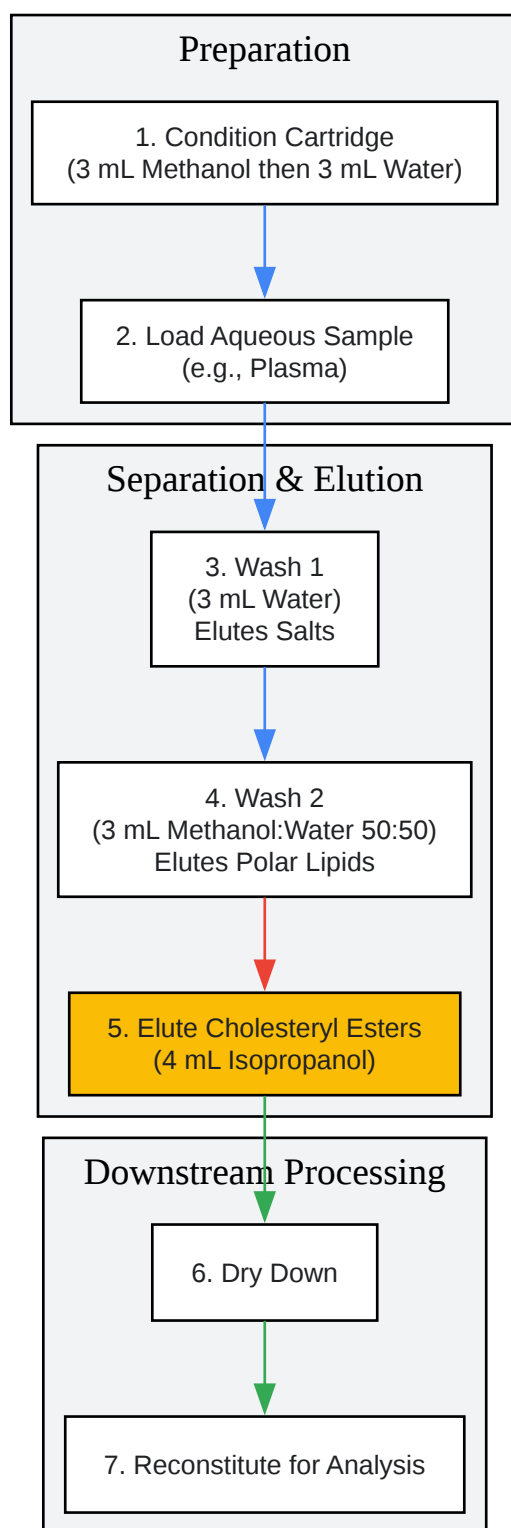 Preparation
1. Condition Cartridge
(3 mL Methanol then 3 mL Water)
2. Load Aqueous Sample
(e.g., Plasma)
Separation & Elution
3. Wash 1
(3 mL Water)
Elutes Salts
4. Wash 2
(3 mL Methanol:Water 50:50)
Elutes Polar Lipids
5. Elute Cholesteryl Esters
(4 mL Isopropanol)
Downstream Processing
6. Dry Down
7. Reconstitute for Analysis